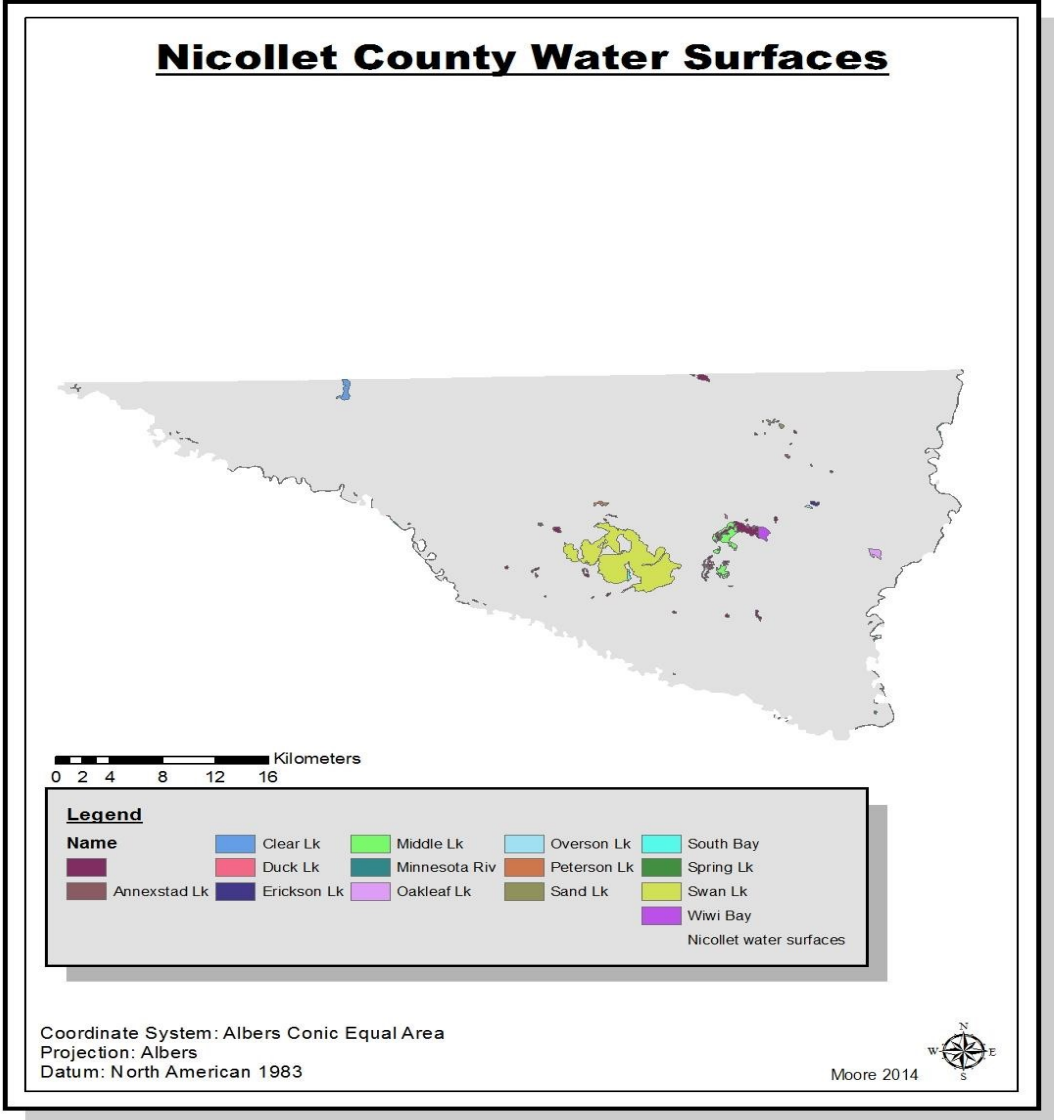 Nicollet County Water Surfaces
Kilometers
0 2 4 8 12 16
Legend
Name
Annexstad Lk
Clear Lk
Duck Lk
Erickson Lk
Middle Lk
Minnesota Riv
Oakleaf Lk
Overson Lk
Peterson Lk
Sand Lk
South Bay
Spring Lk
Swan Lk
Wiwi Bay
Nicollet water surfaces
Coordinate System: Albers Conic Equal Area
Projection: Albers
Datum: North American 1983
Moore 2014
N
W E
S